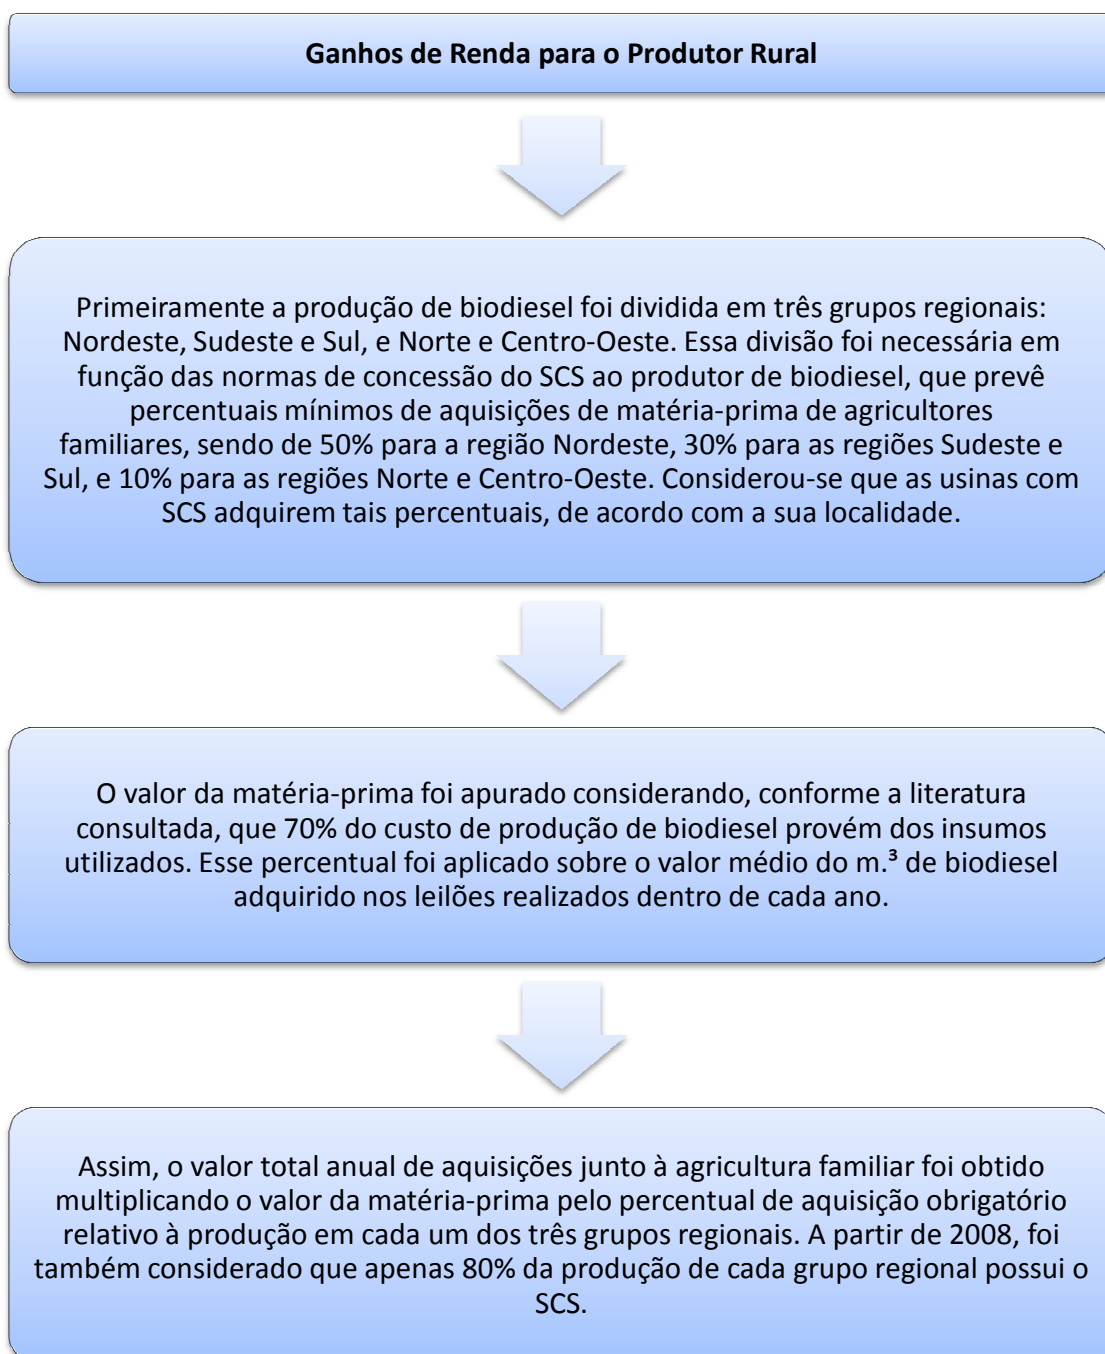 Ganhos de Renda para o Produtor Rural
Primeiramente a produção de biodiesel foi dividida em três grupos regionais:
Nordeste, Sudeste e Sul, e Norte e Centro-Oeste. Essa divisão foi necessária em
função das normas de concessão do SCS ao produtor de biodiesel, que prevê
percentuais mínimos de aquisições de matéria-prima de agricultores
familiares, sendo de 50% para a região Nordeste, 30% para as regiões Sudeste e
Sul, e 10% para as regiões Norte e Centro-Oeste. Considerou-se que as usinas com
SCS adquirem tais percentuais, de acordo com a sua localidade.
O valor da matéria-prima foi apurado considerando, conforme a literatura
consultada, que 70% do custo de produção de biodiesel provém dos insumos
utilizados. Esse percentual foi aplicado sobre o valor médio do m.³ de biodiesel
adquirido nos leilões realizados dentro de cada ano.
Assim, o valor total anual de aquisições junto à agricultura familiar foi obtido
multiplicando o valor da matéria-prima pelo percentual de aquisição obrigatório
relativo à produção em cada um dos três grupos regionais. A partir de 2008, foi
também considerado que apenas 80% da produção de cada grupo regional possui o
SCS.